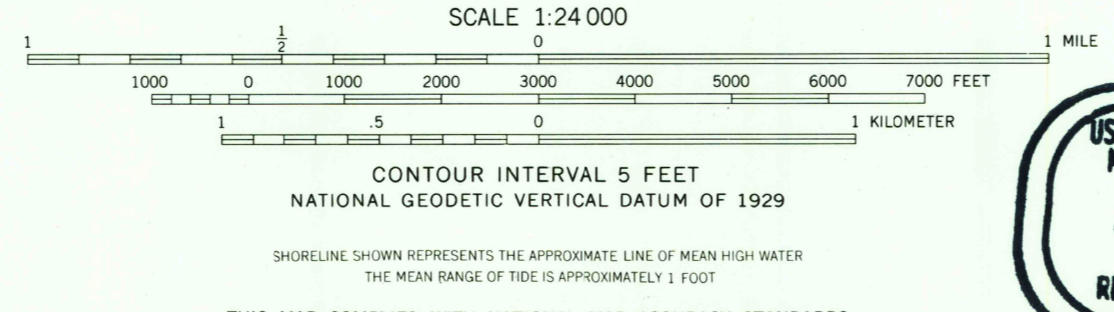 SCALE 1:24 000
1 1/2 0 1 MILE
1000 0 1000 2000 3000 4000 5000 6000 7000 FEET
1 .5 0 1 KILOMETER
CONTOUR INTERVAL 5 FEET
NATIONAL GEODETIC VERTICAL DATUM OF 1929
SHORELINE SHOWN REPRESENTS THE APPROXIMATE LINE OF MEAN HIGH WATER
THE MEAN RANGE OF TIDE IS APPROXIMATELY 1 FOOT
US